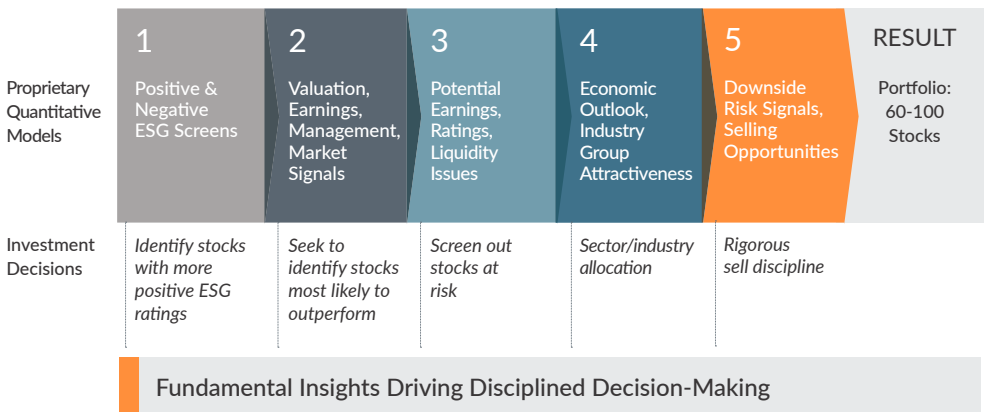 Proprietary
Quantitative
Models
1
Positive &
Negative
ESG Screens
2
Valuation,
Earnings,
Management,
Market
Signals
3
Potential
Earnings,
Ratings,
Liquidity
Issues
4
Economic
Outlook,
Industry
Group
Attractiveness
5
Downside
Risk Signals,
Selling
Opportunities
RESULT
Portfolio:
60-100
Stocks
Investment
Decisions
Identify stocks
with more
positive ESG
ratings
Seek to
identify stocks
most likely to
outperform
Screen out
stocks at
risk
Sector/industry
allocation
Rigorous
sell discipline
Fundamental Insights Driving Disciplined Decision-Making